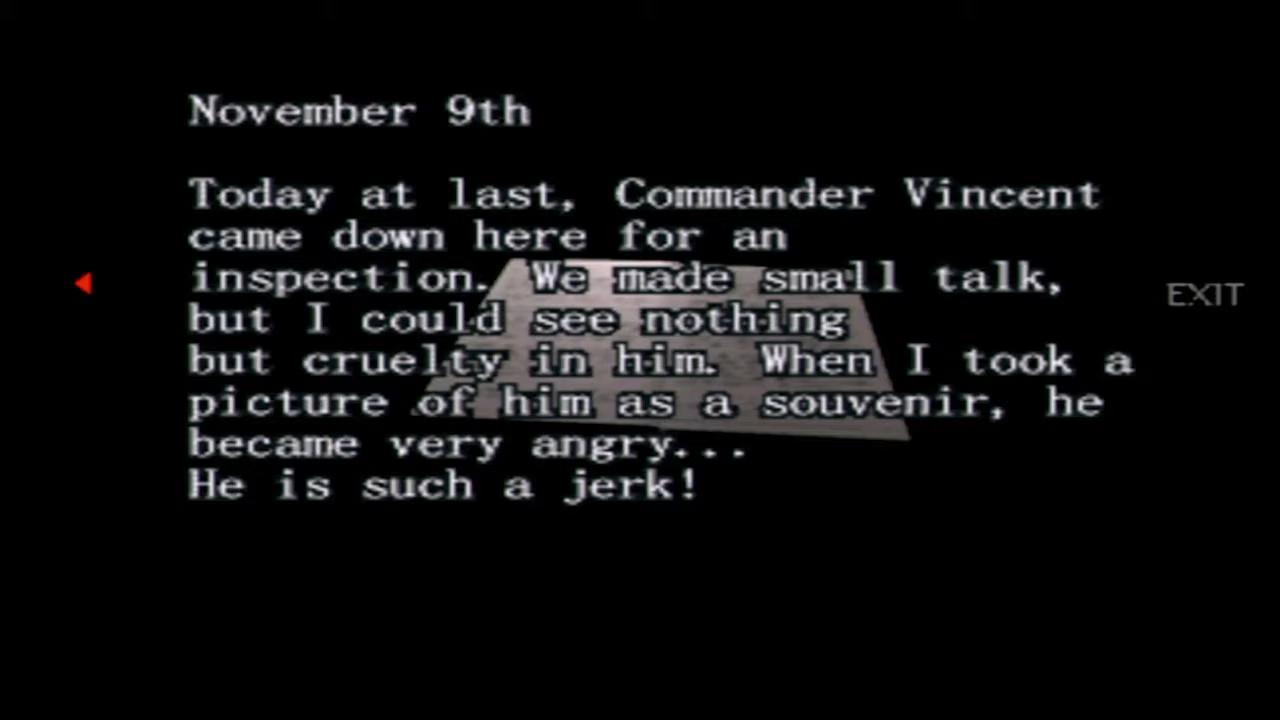 November 9th
Today at last, Commander Vincent
came down here for an
inspection. We made small talk,
but I could see nothing
EXIT
but cruelty in him. When I took a
picture of him as a souvenir, he
became very angry...
He is such a jerk!